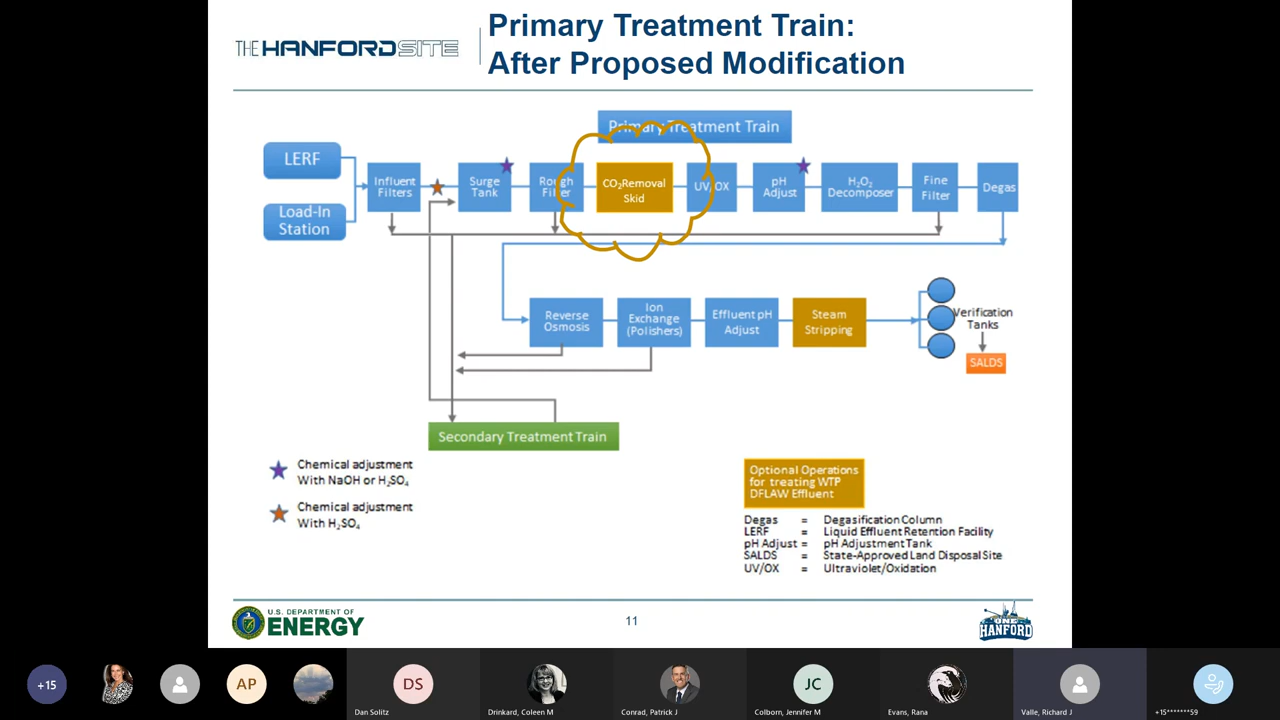 THE HANFORD SITE
Primary Treatment Train:
After Proposed Modification
Primary Treatment Train
LERF
Load-In
Station
Influent
Filters
Surge
Tank
Rough
Filter
CO₂Removal
Skid
UV/OX
pH
Adjust
H₂O₂
Decomposer
Fine
Filter
Degas
Reverse
Osmosis
Ion
Exchange
(Polishers)
Effluent pH
Adjust
Steam
Stripping
Verification
Tanks
SALDS
Secondary Treatment Train
Chemical adjustment
With NaOH or H₂SO₄
Chemical adjustment
With H₂SO₄
Optional Operations
for treating WTP
DFLAW Effluent
Degas = Degasification Column
LERF = Liquid Effluent Retention Facility
pH Adjust = pH Adjustment Tank
SALDS = State-Approved Land Disposal Site
UV/OX = Ultraviolet/Oxidation
U.S. DEPARTMENT OF
ENERGY
11
ONE
HANFORD
+15
AP
DS
JC
Dan Solitz
Drinkard, Coleen M
Conrad, Patrick J
Colborn, Jennifer M
Evans, Rana
Valle, Richard J
+15*******59